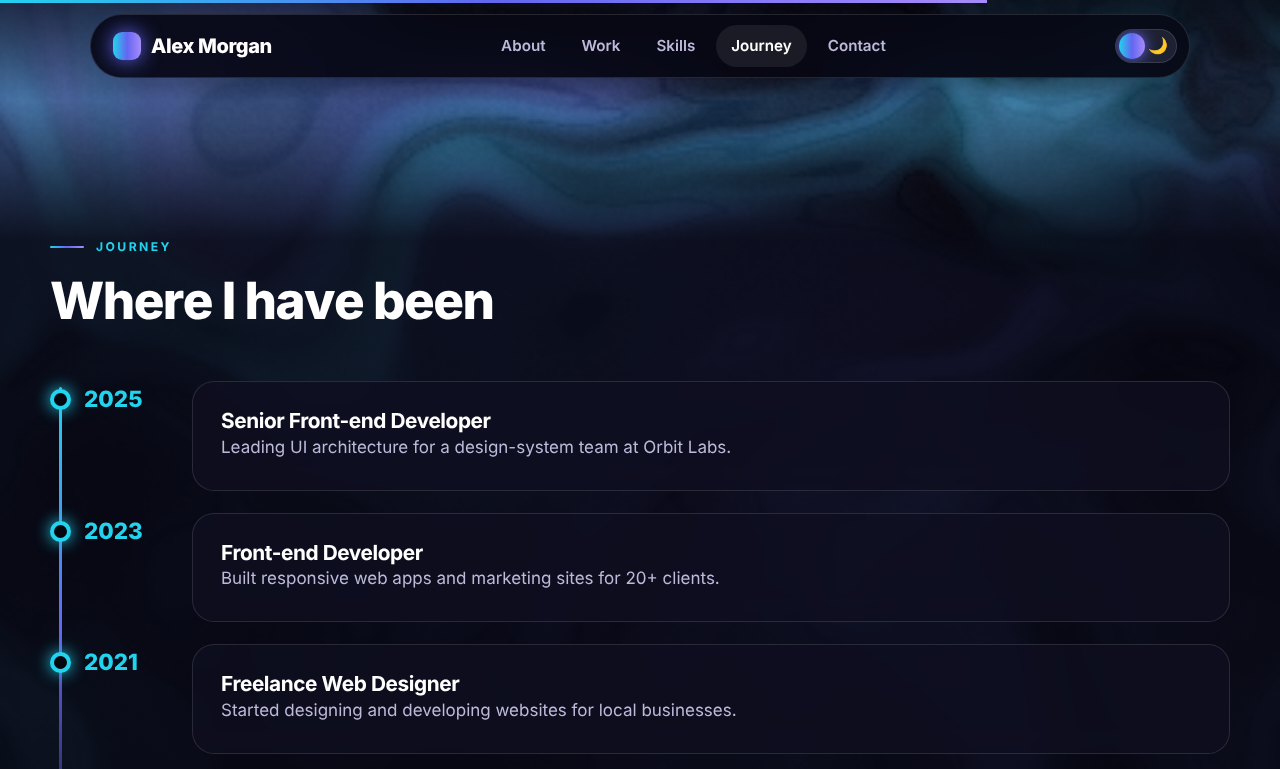 Alex Morgan
About Work Skills Journey Contact
JOURNEY
Where I have been
2025
Senior Front-end Developer
Leading UI architecture for a design-system team at Orbit Labs.
2023
Front-end Developer
Built responsive web apps and marketing sites for 20+ clients.
2021
Freelance Web Designer
Started designing and developing websites for local businesses.